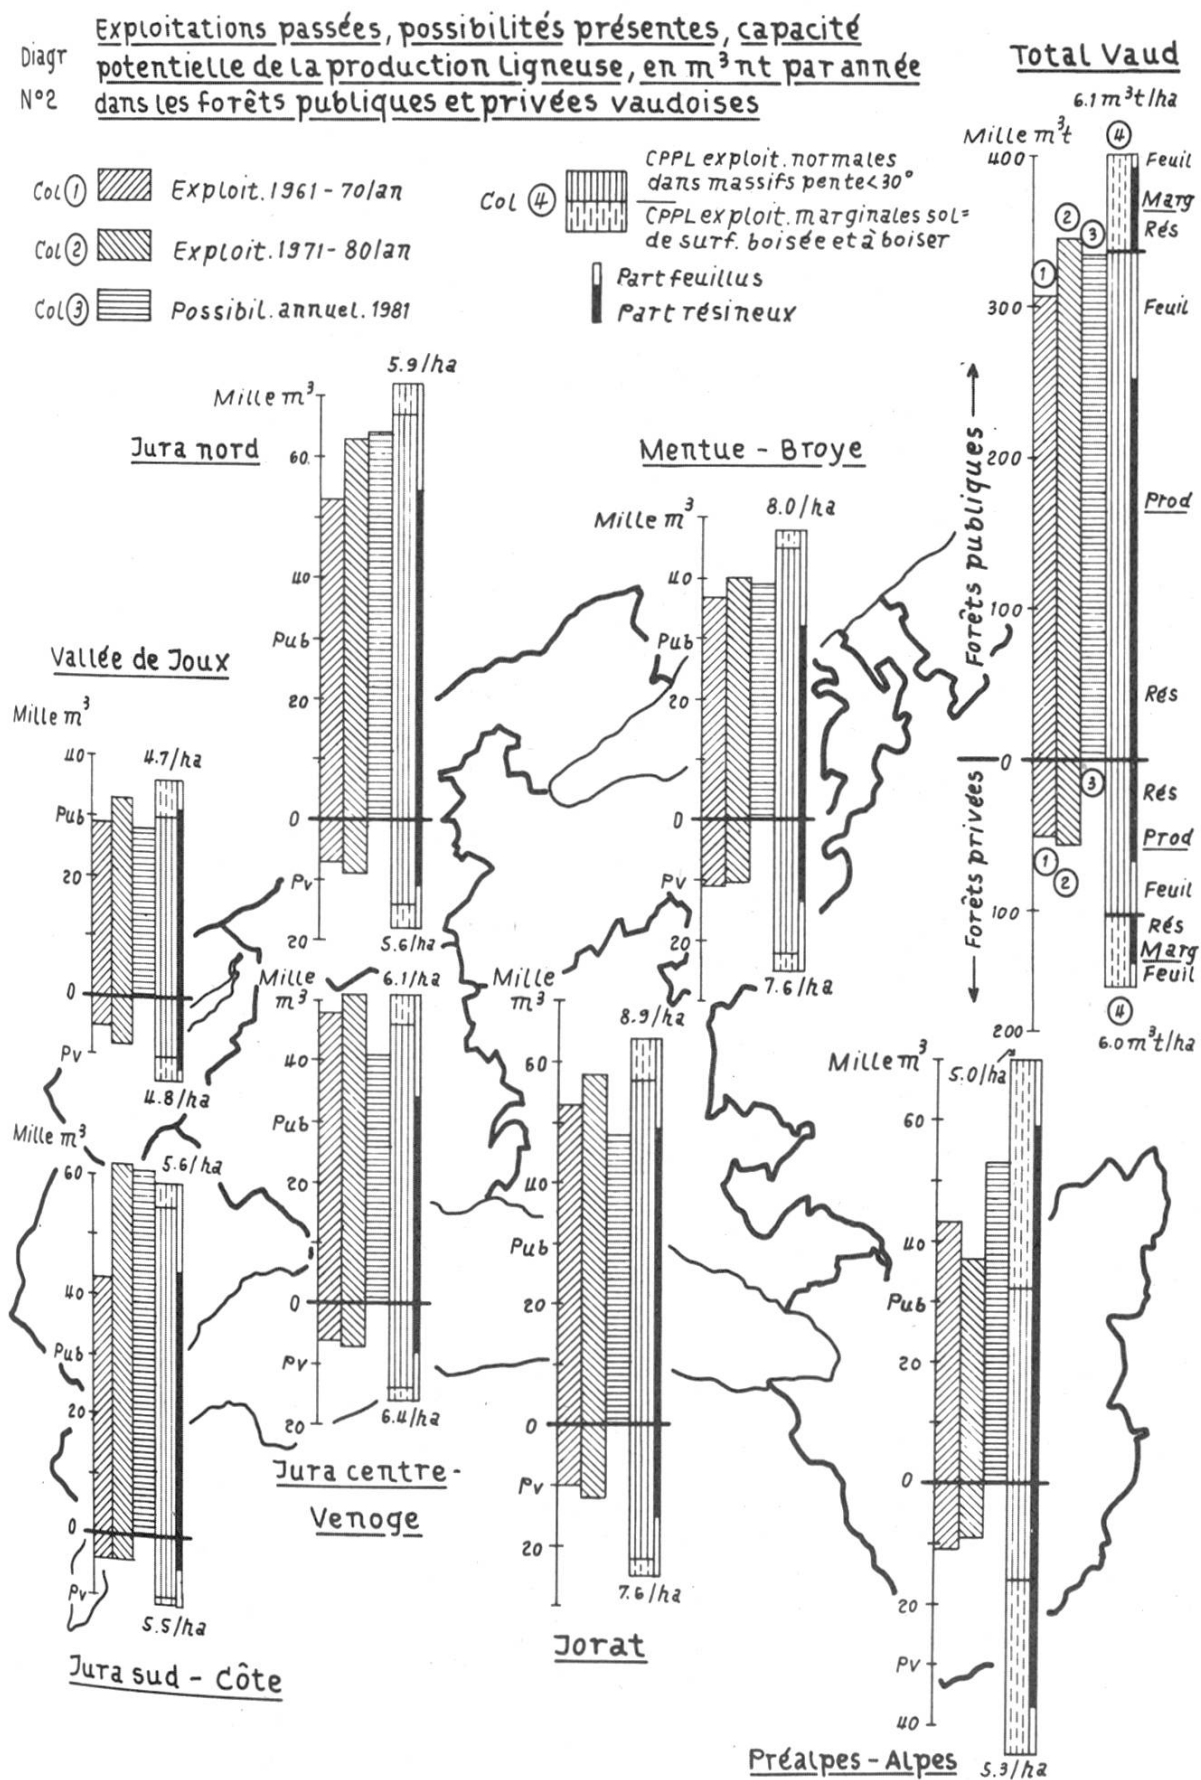 Diagr
N°2
Exploitations passées, possibilités présentes, capacité
potentielle de la production ligneuse, en m³ nt par année
dans les forêts publiques et privées vaudoises
Col ① Exploit. 1961 - 70/an
Col ② Exploit. 1971 - 80/an
Col ③ Possibil. annuel. 1981
Col ④
CPPL exploit. normales
dans massifs pente < 30°
CPPL exploit. marginales sol =
de surf. boisée et à boiser
Part feuillus
Part résineux
Total Vaud
6.1 m³t/ha
Mille m³t
④
400
Feuil
Marg
Rés
②
③
①
300
Feuil
200
Prod
100
Rés
0
③
Rés
Prod
①
②
Feuil
100
Rés
Marg
Feuil
④
200
6.0 m³t/ha
Forêts publiques
Forêts privées
Jura nord
5.9/ha
Mille m³
60
40
Pub
20
0
Pv
20
5.6/ha
Mentue - Broye
8.0/ha
Mille m³
40
Pub
20
0
Pv
20
7.6/ha
Vallée de Joux
Mille m³
40
4.7/ha
Pub
20
0
Pv
4.8/ha
Mille
m³
6.1/ha
40
Pub
20
0
Pv
20
6.4/ha
Jura centre -
Venoge
Mille
m³
8.9/ha
60
40
Pub
20
0
Pv
20
7.6/ha
Jorat
Mille m³
60
5.6/ha
40
Pub
20
0
Pv
5.5/ha
Jura sud - Côte
Mille m³
5.0/ha
60
40
Pub
20
0
20
Pv
40
5.3/ha
Préalpes - Alpes